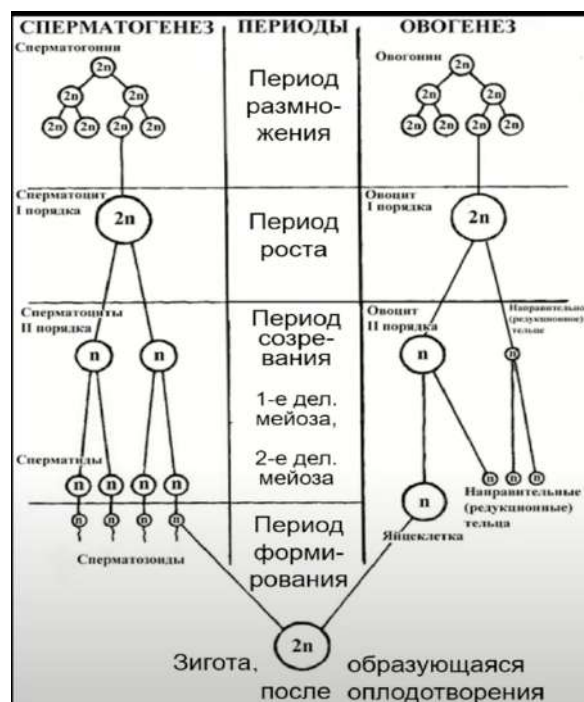 СПЕРМАТОГЕНЕЗ ПЕРИОДЫ ОВОГЕНЕЗ
Сперматогонии
2n
2n 2n
2n 2n 2n 2n
Период
размно-
жения
Овогонии
2n
2n 2n
2n 2n 2n 2n
Сперматоцит
I порядка
2n
Период
роста
Овоцит
I порядка
2n
Сперматоциты
II порядка
n n
Период
созре-
вания
1-е дел.
мейоза,
2-е дел.
мейоза
Овоцит
II порядка
n
Направительно
(редукционное)
тельце
n
Сперматиды
n n n n
n n n n
Сперматозоиды
Период
форми-
рования
n n n
n
Направительные
(редукционные)
тельца
Яйцеклетка
2n
Зигота, образующаяся
после оплодотворения